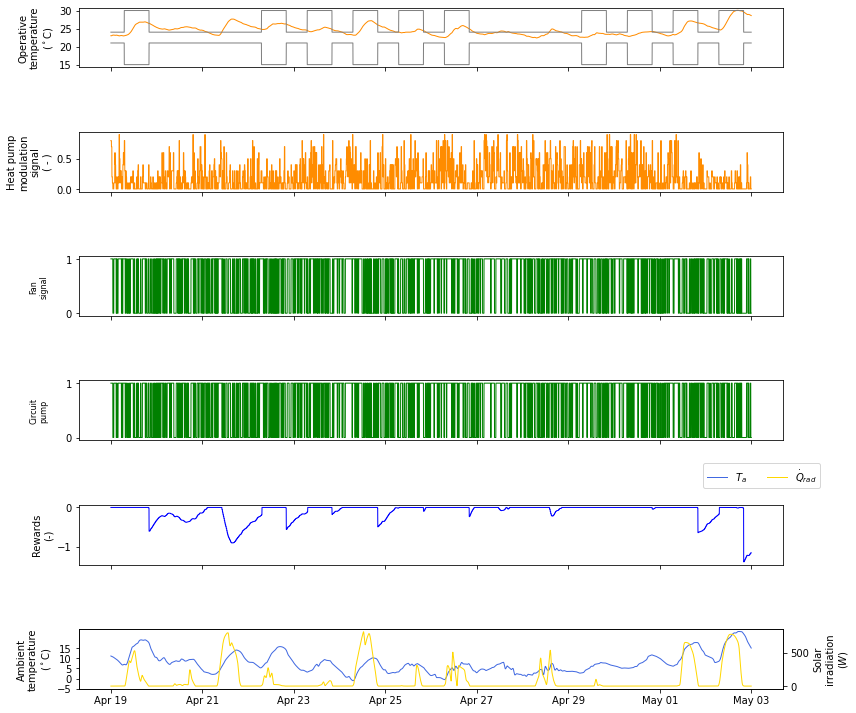 Operative
temperature
(°C)
30
25
20
15
Heat pump
modulation
signal
( - )
0.5
0.0
Fan
signal
1
0
Circuit
pump
1
0
T_a
Q̇_rad
Rewards
(-)
0
−1
Ambient
temperature
(°C)
15
10
5
0
−5
500
0
Solar
irradiation
(W)
Apr 19 Apr 21 Apr 23 Apr 25 Apr 27 Apr 29 May 01 May 03